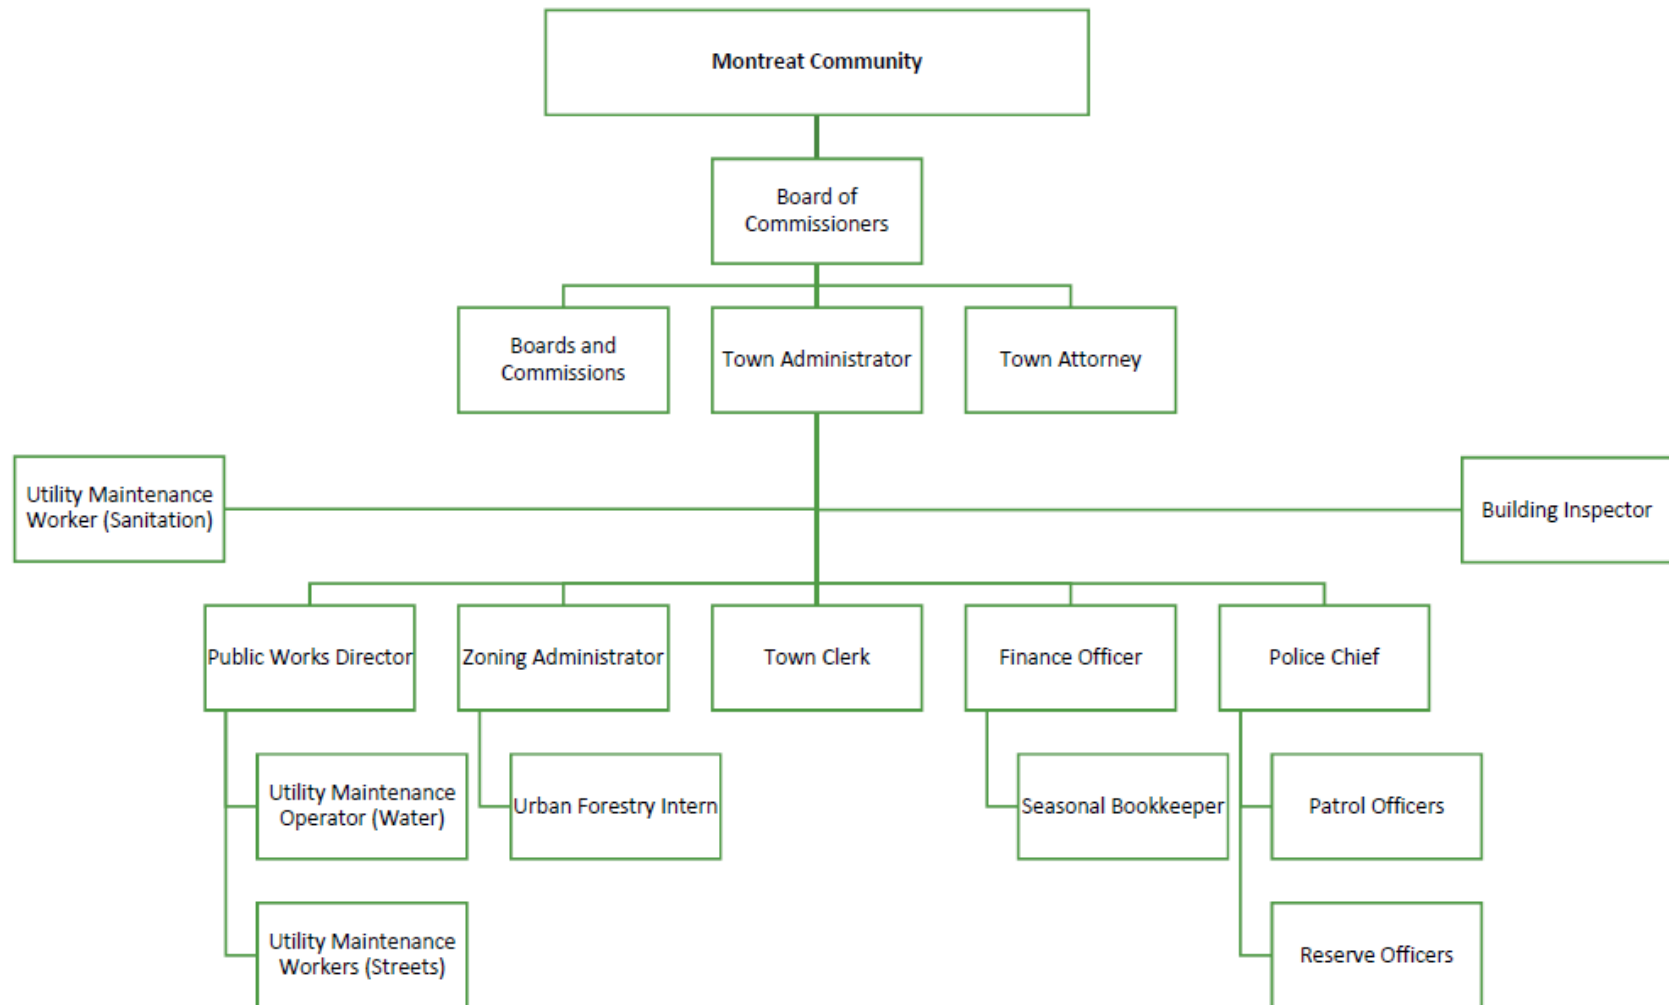 Montreat Community
Board of
Commissioners
Boards and
Commissions
Town Administrator
Town Attorney
Utility Maintenance
Worker (Sanitation)
Building Inspector
Public Works Director
Zoning Administrator
Town Clerk
Finance Officer
Police Chief
Utility Maintenance
Operator (Water)
Urban Forestry Intern
Seasonal Bookkeeper
Patrol Officers
Utility Maintenance
Workers (Streets)
Reserve Officers